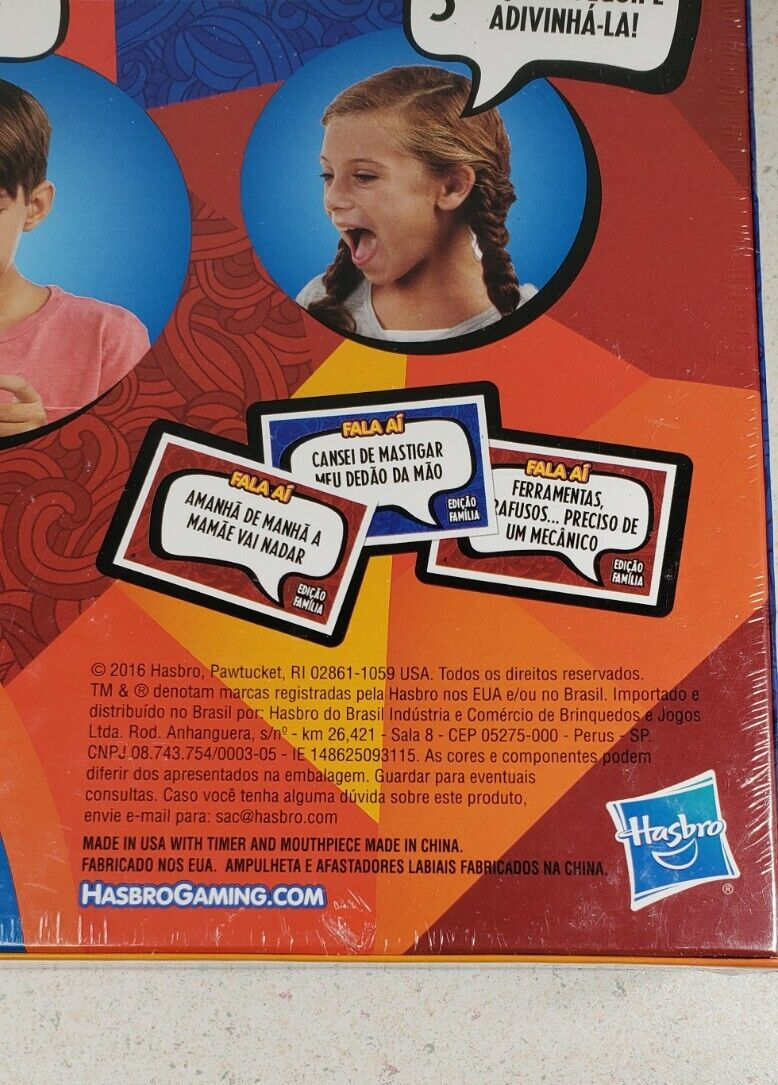 ADIVINHÁ-LA!
FALA AÍ
CANSEI DE MASTIGAR
MEU DEDÃO DA MÃO
EDIÇÃO
FAMÍLIA
FALA AÍ
AMANHÃ DE MANHÃ A
MAMÃE VAI NADAR
EDIÇÃO
FAMÍLIA
FALA AÍ
FERRAMENTAS,
RAFUSOS... PRECISO DE
UM MECÂNICO
EDIÇÃO
FAMÍLIA
© 2016 Hasbro, Pawtucket, RI 02861-1059 USA. Todos os direitos reservados.
TM & ® denotam marcas registradas pela Hasbro nos EUA e/ou no Brasil. Importado e
distribuído no Brasil por: Hasbro do Brasil Indústria e Comércio de Brinquedos e Jogos
Ltda. Rod. Anhanguera, s/nº - km 26,421 - Sala 8 - CEP 05275-000 - Perus - SP.
CNPJ 08.743.754/0003-05 - IE 148625093115. As cores e componentes podem
diferir dos apresentados na embalagem. Guardar para eventuais
consultas. Caso você tenha alguma dúvida sobre este produto,
envie e-mail para: sac@hasbro.com
MADE IN USA WITH TIMER AND MOUTHPIECE MADE IN CHINA.
FABRICADO NOS EUA. AMPULHETA E AFASTADORES LABIAIS FABRICADOS NA CHINA.
HASBROGAMING.COM
Hasbro
®